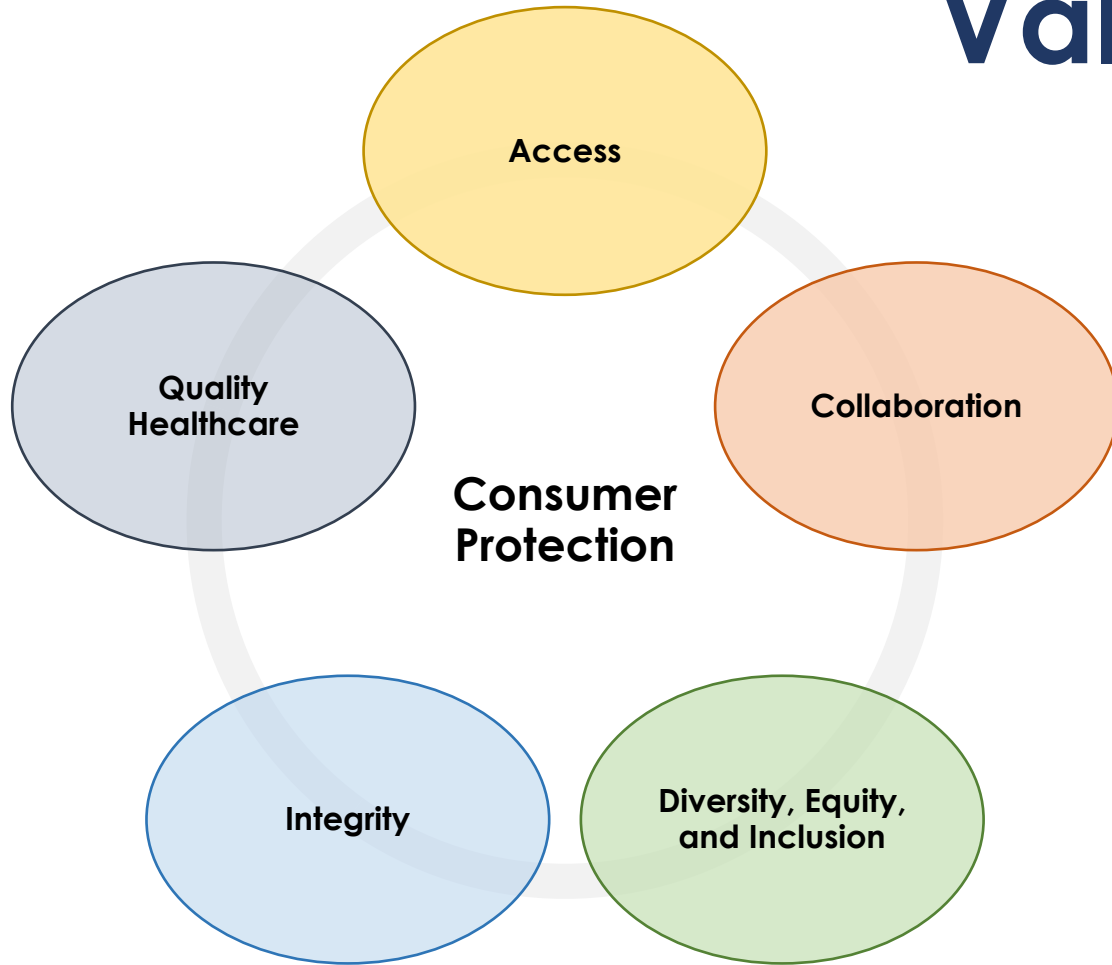 Access
Quality
Healthcare
Collaboration
Consumer
Protection
Integrity
Diversity, Equity,
and Inclusion